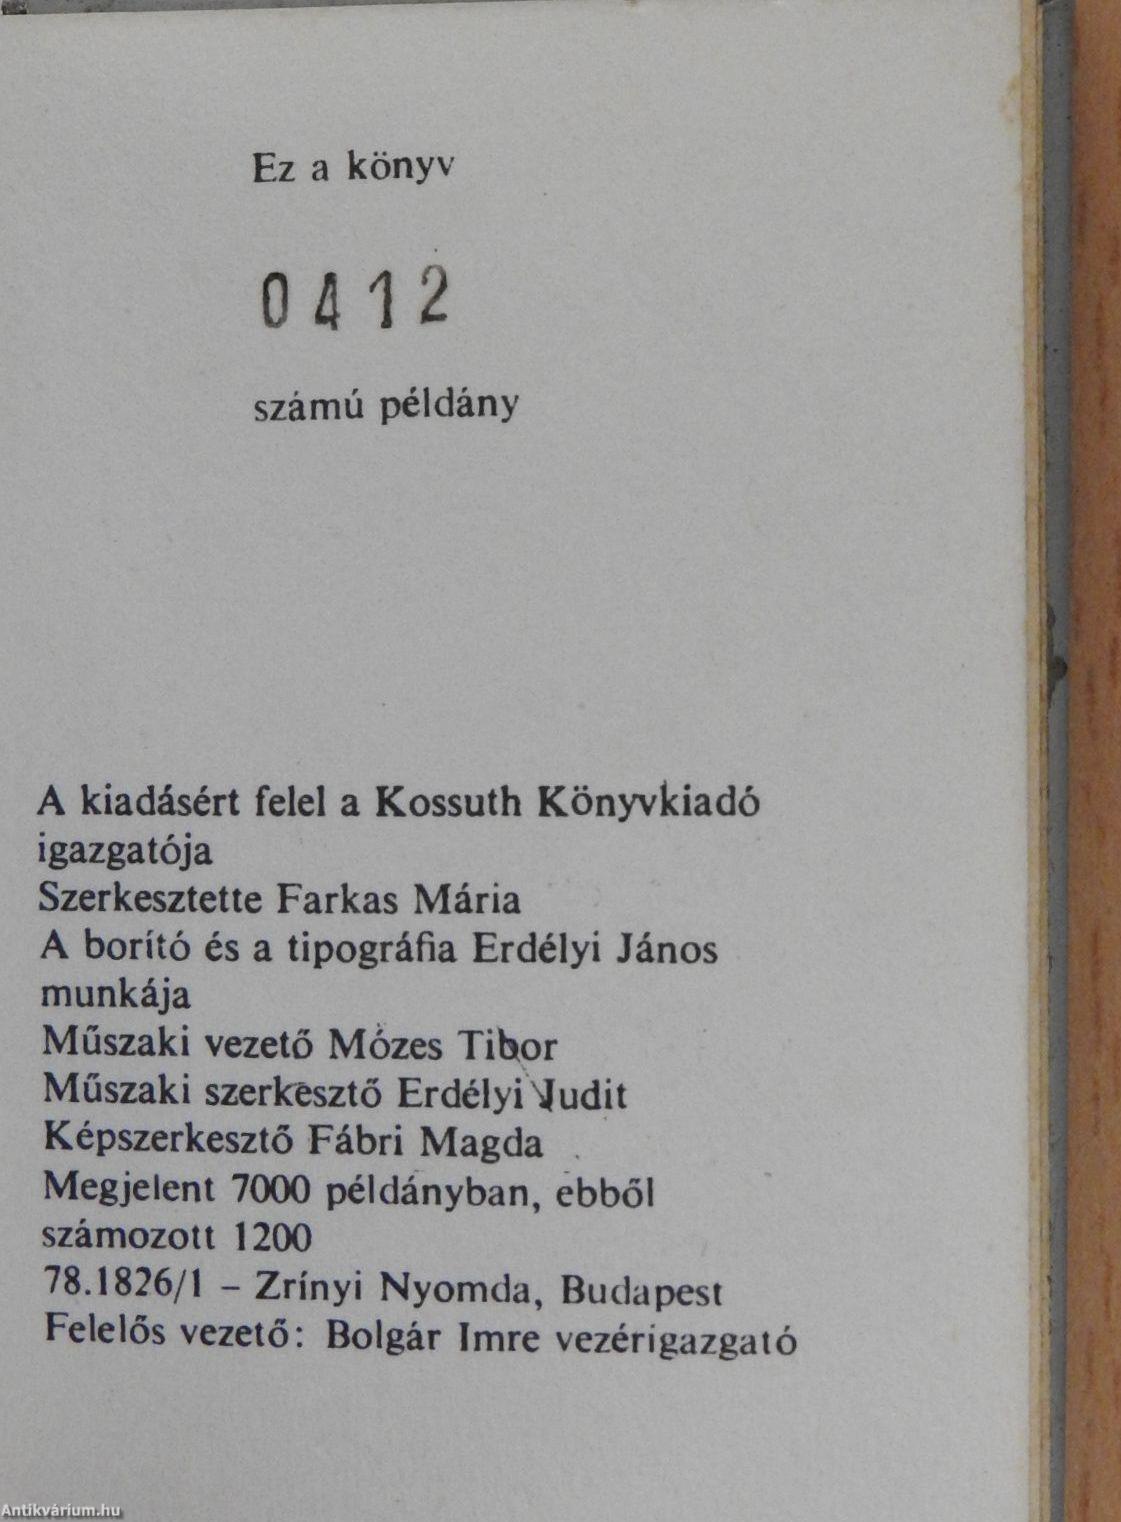 Ez a könyv
0412
számú példány
A kiadásért felel a Kossuth Könyvkiadó
igazgatója
Szerkesztette Farkas Mária
A borító és a tipográfia Erdélyi János
munkája
Műszaki vezető Mózes Tibor
Műszaki szerkesztő Erdélyi Judit
Képszerkesztő Fábri Magda
Megjelent 7000 példányban, ebből
számozott 1200
78.1826/1 – Zrínyi Nyomda, Budapest
Felelős vezető: Bolgár Imre vezérigazgató
Antikvárium.hu